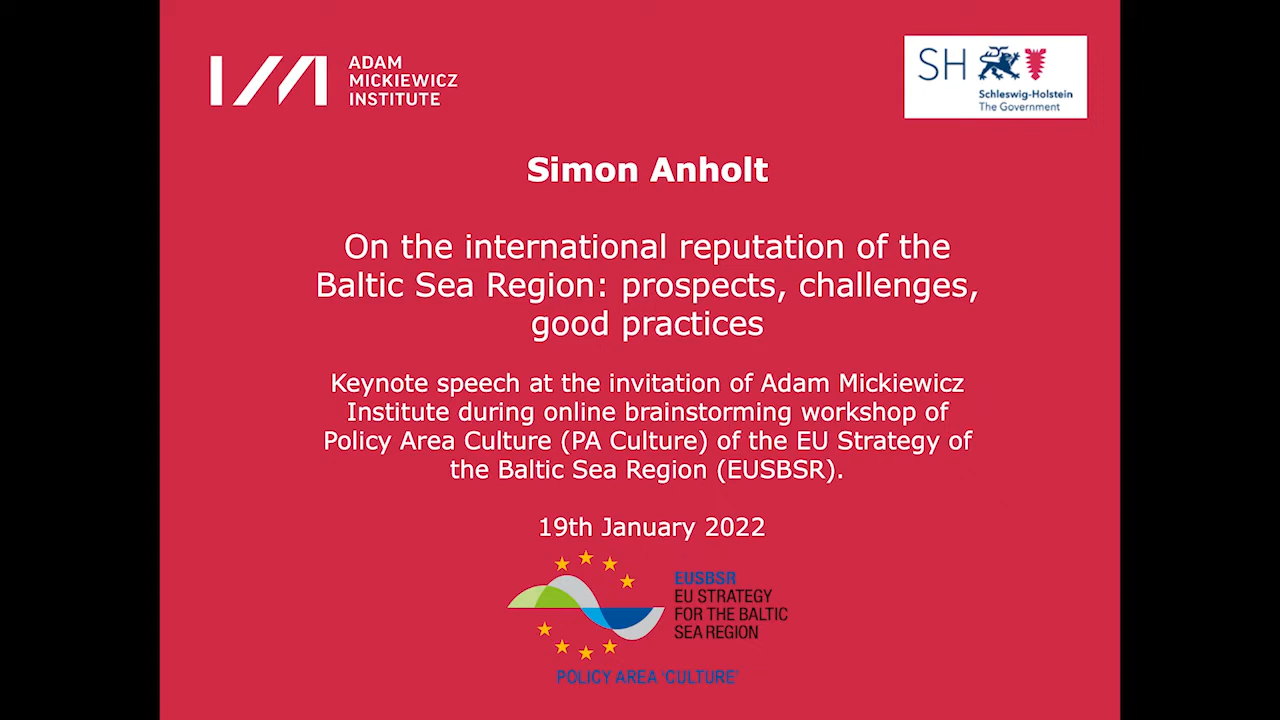 ADAM
MICKIEWICZ
INSTITUTE
SH
Schleswig-Holstein
The Government
Simon Anholt
On the international reputation of the
Baltic Sea Region: prospects, challenges,
good practices
Keynote speech at the invitation of Adam Mickiewicz
Institute during online brainstorming workshop of
Policy Area Culture (PA Culture) of the EU Strategy of
the Baltic Sea Region (EUSBSR).
19th January 2022
EUSBSR
EU STRATEGY
FOR THE BALTIC
SEA REGION
POLICY AREA 'CULTURE'